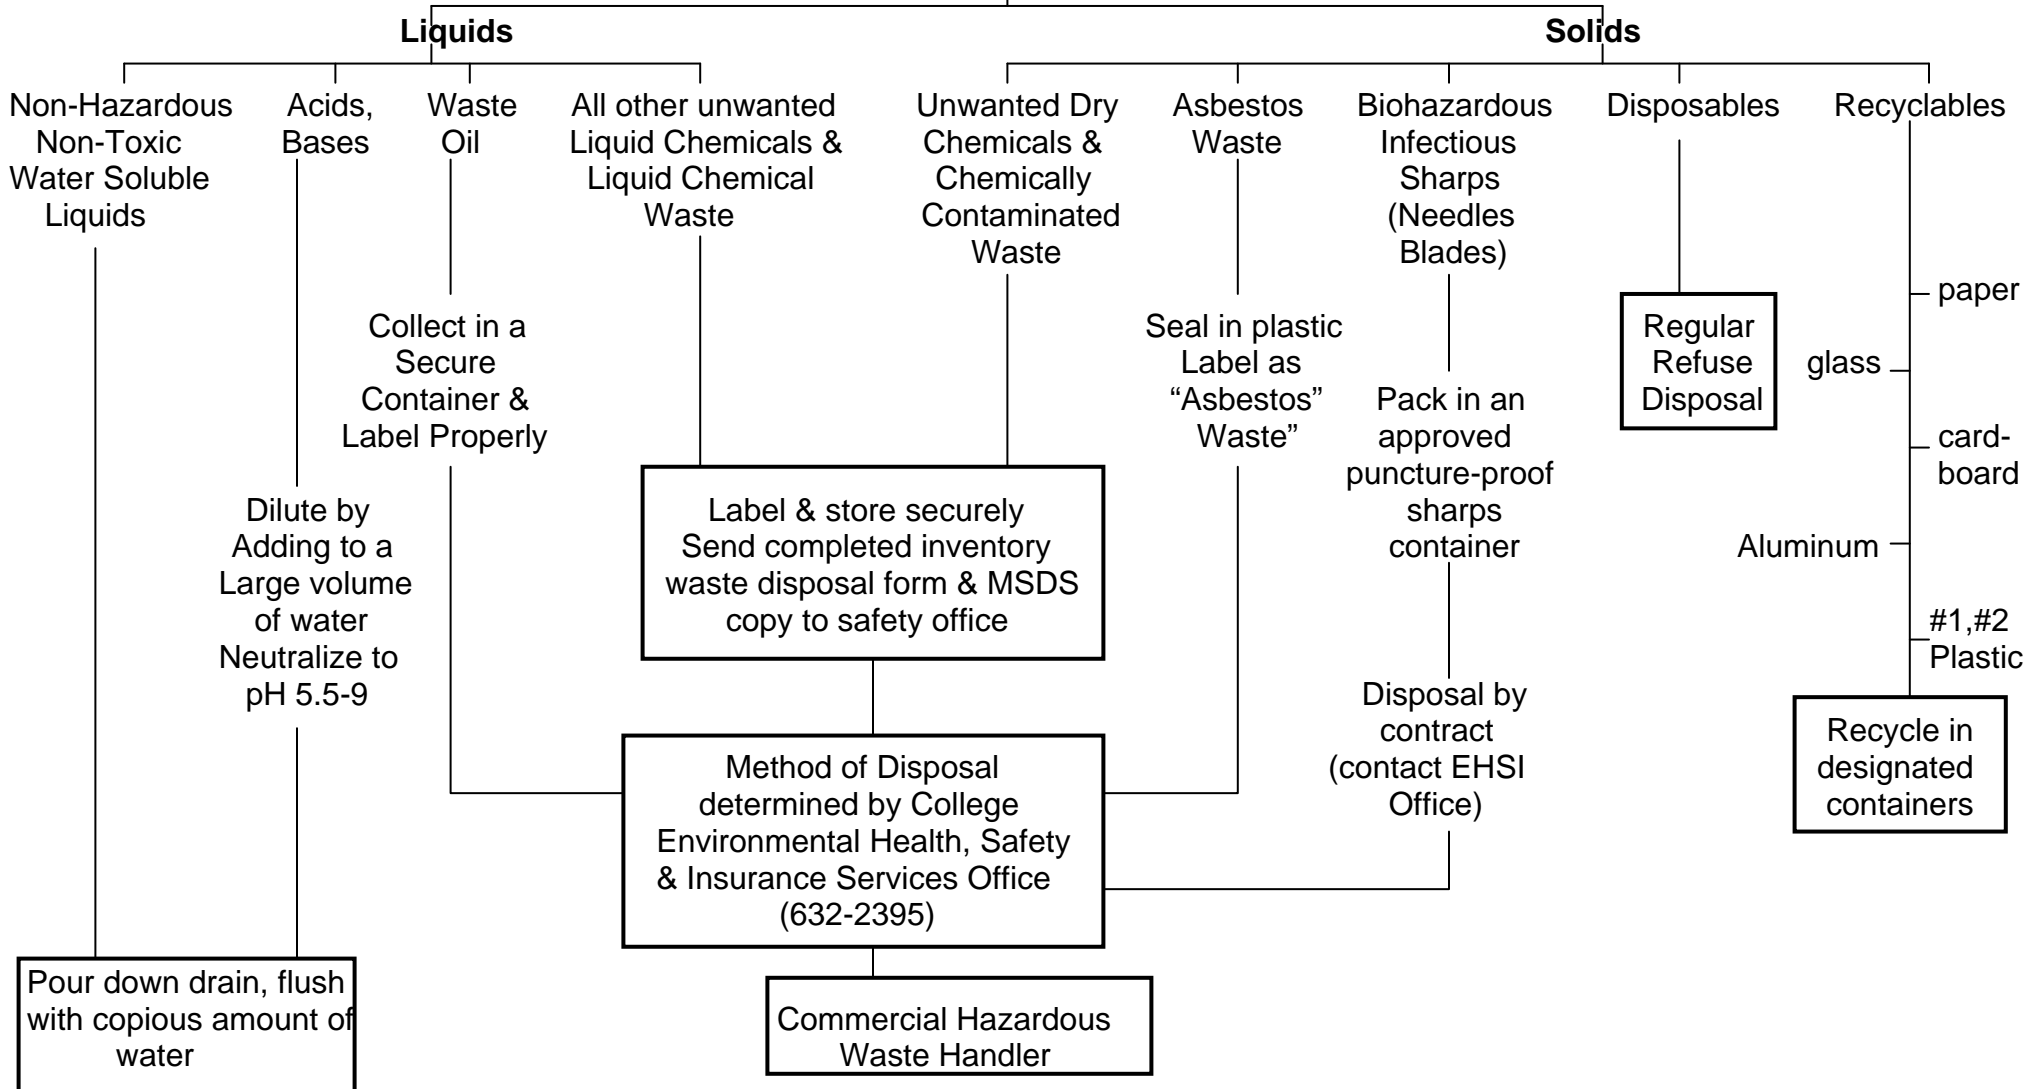 Liquids
Solids
Non-Hazardous
Non-Toxic
Water Soluble
Liquids
Acids,
Bases
Waste
Oil
All other unwanted
Liquid Chemicals &
Liquid Chemical
Waste
Unwanted Dry
Chemicals &
Chemically
Contaminated
Waste
Asbestos
Waste
Biohazardous
Infectious
Sharps
(Needles
Blades)
Disposables
Recyclables
Collect in a
Secure
Container &
Label Properly
Seal in plastic
Label as
“Asbestos”
Waste”
Regular
Refuse
Disposal
paper
glass
card-
board
Aluminum
#1,#2
Plastic
Dilute by
Adding to a
Large volume
of water
Neutralize to
pH 5.5-9
Label & store securely
Send completed inventory
waste disposal form & MSDS
copy to safety office
Pack in an
approved
puncture-proof
sharps
container
Disposal by
contract
(contact EHSI
Office)
Recycle in
designated
containers
Method of Disposal
determined by College
Environmental Health, Safety
& Insurance Services Office
(632-2395)
Pour down drain, flush
with copious amount of
water
Commercial Hazardous
Waste Handler